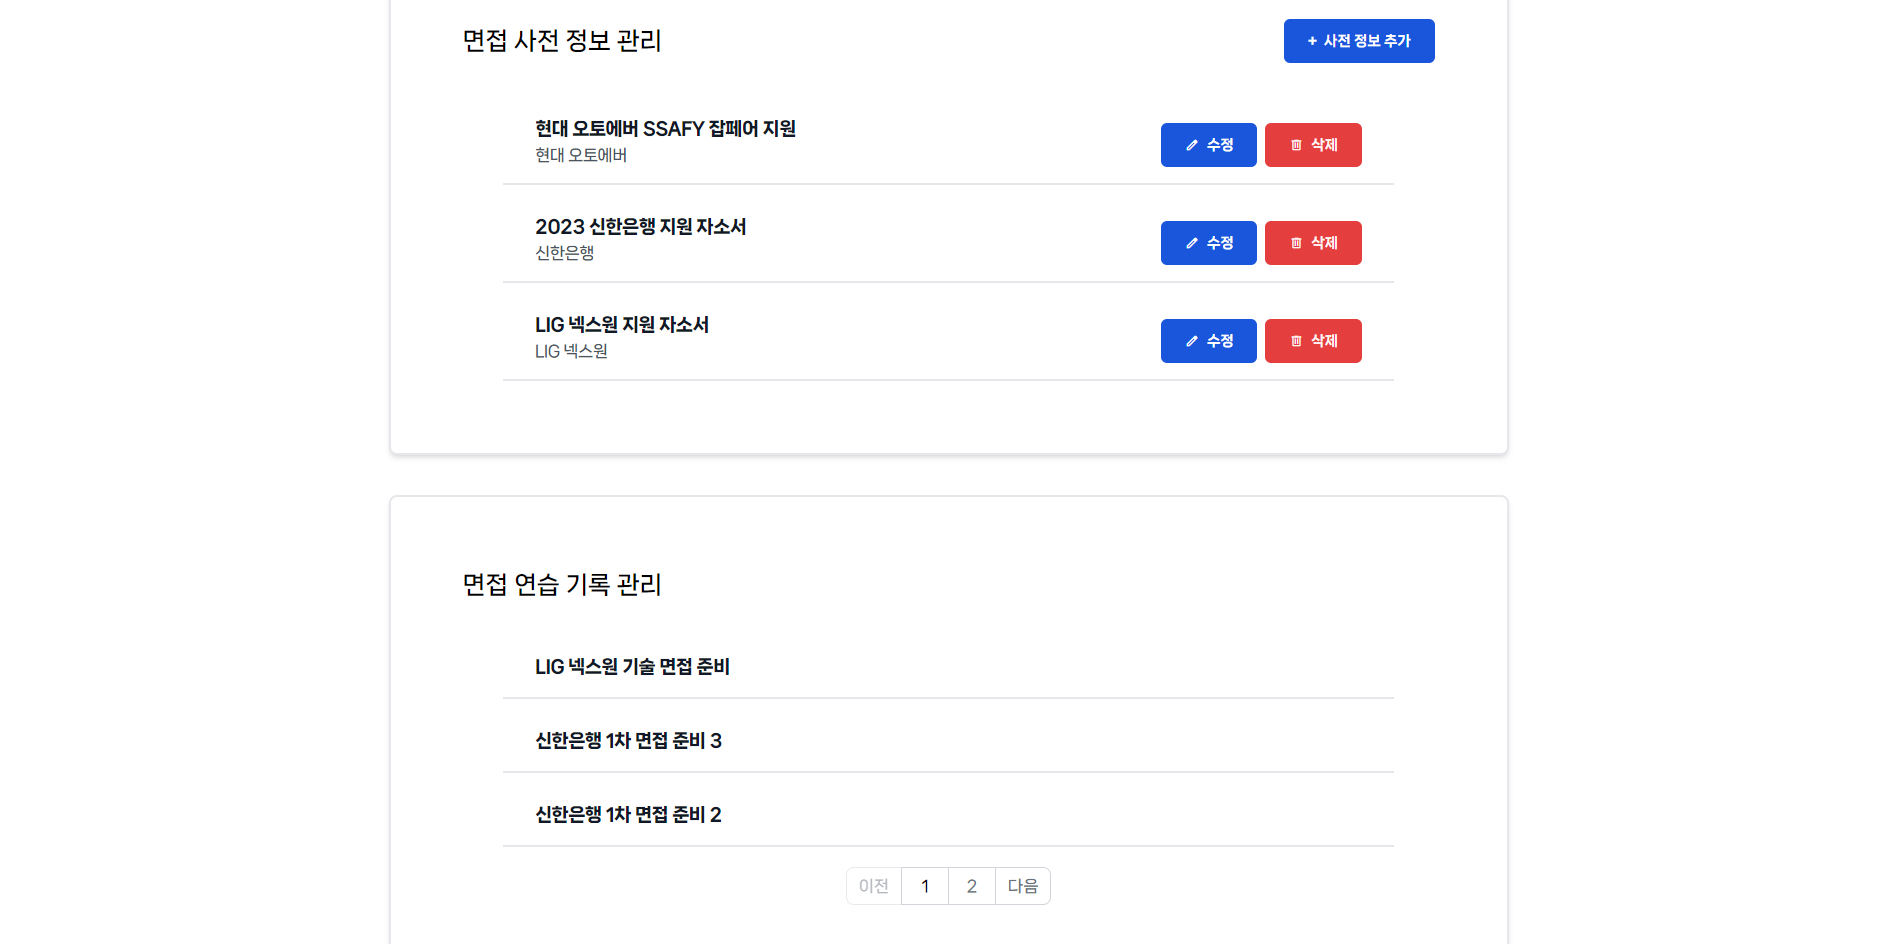 면접 사전 정보 관리
+ 사전 정보 추가
현대 오토에버 SSAFY 잡페어 지원
현대 오토에버
수정 삭제
2023 신한은행 지원 자소서
신한은행
수정 삭제
LIG 넥스원 지원 자소서
LIG 넥스원
수정 삭제
면접 연습 기록 관리
LIG 넥스원 기술 면접 준비
신한은행 1차 면접 준비 3
신한은행 1차 면접 준비 2
이전 1 2 다음